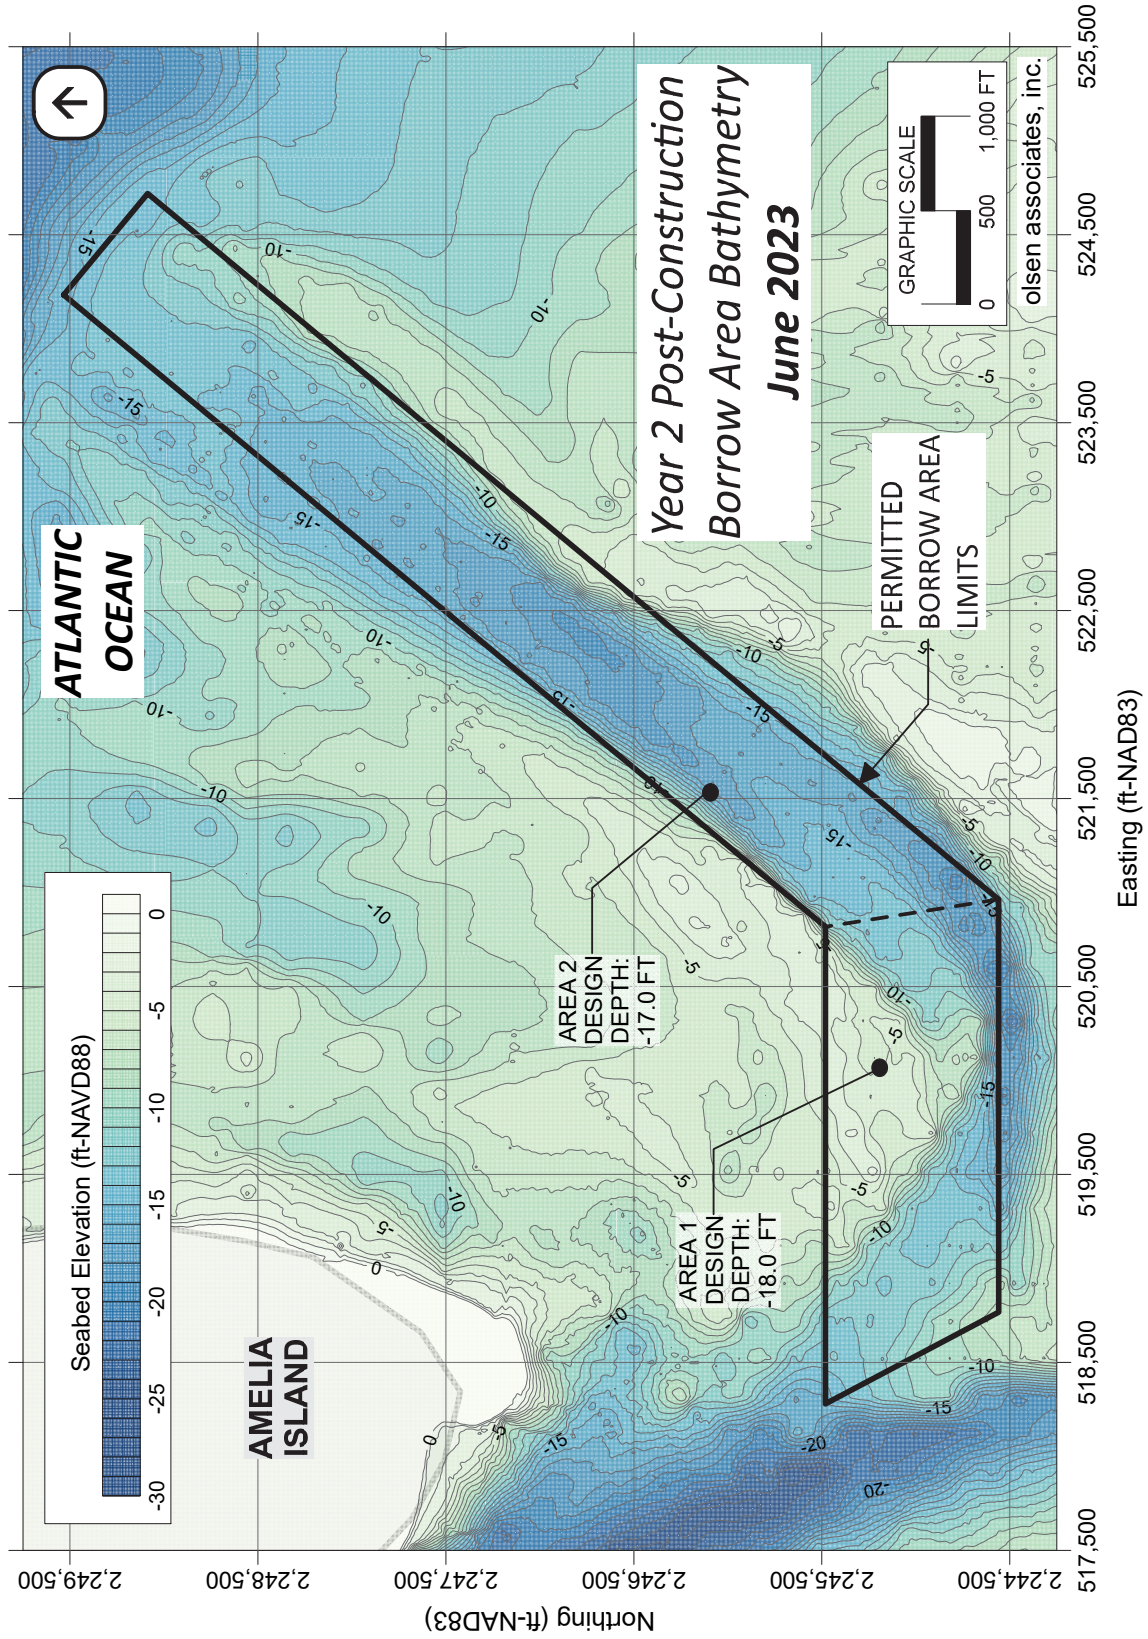 ATLANTIC
OCEAN
Year 2 Post-Construction
Borrow Area Bathymetry
June 2023
GRAPHIC SCALE
0 500 1,000 FT
olsen associates, inc.
PERMITTED
BORROW AREA
LIMITS
AREA 2
DESIGN
DEPTH:
-17.0 FT
AREA 1
DESIGN
DEPTH:
-18.0 FT
AMELIA
ISLAND
Seabed Elevation (ft-NAVD88)
-30 -25 -20 -15 -10 -5 0
Northing (ft-NAD83)
2,249,500
2,248,500
2,247,500
2,246,500
2,245,500
2,244,500
517,500 518,500 519,500 520,500 521,500 522,500 523,500 524,500 525,500
Easting (ft-NAD83)
-15
-10
-10
-15
-15
-10
-15
-10
-10
-10
-10
-15
-10
-5
-15
-5
-5
-5
-10
-15
-5
-10
-15
-5
-10
-5
-15
-5
-10
-10
-5
0
-10
-10
-15
-20
-20
-15
-5
0